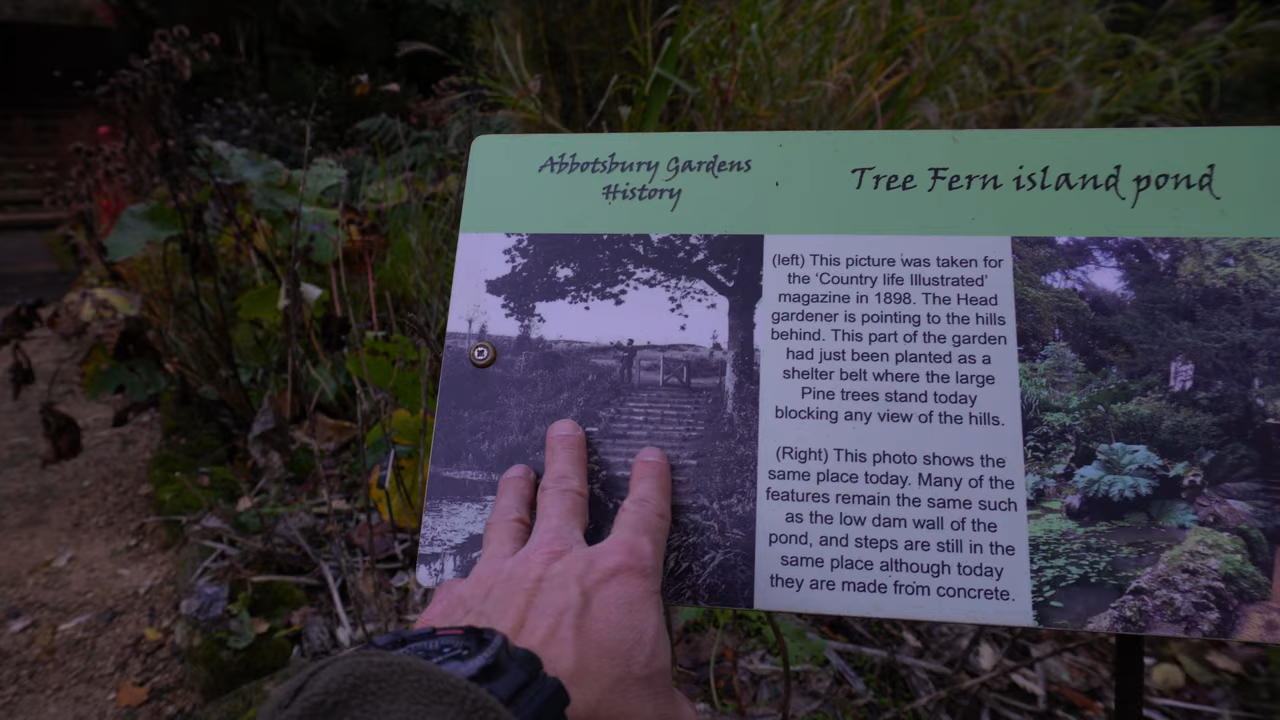 Abbotsbury Gardens
History
Tree Fern island pond
(left) This picture was taken for
the ‘Country life Illustrated’
magazine in 1898. The Head
gardener is pointing to the hills
behind. This part of the garden
had just been planted as a
shelter belt where the large
Pine trees stand today
blocking any view of the hills.
(Right) This photo shows the
same place today. Many of the
features remain the same such
as the low dam wall of the
pond, and steps are still in the
same place although today
they are made from concrete.